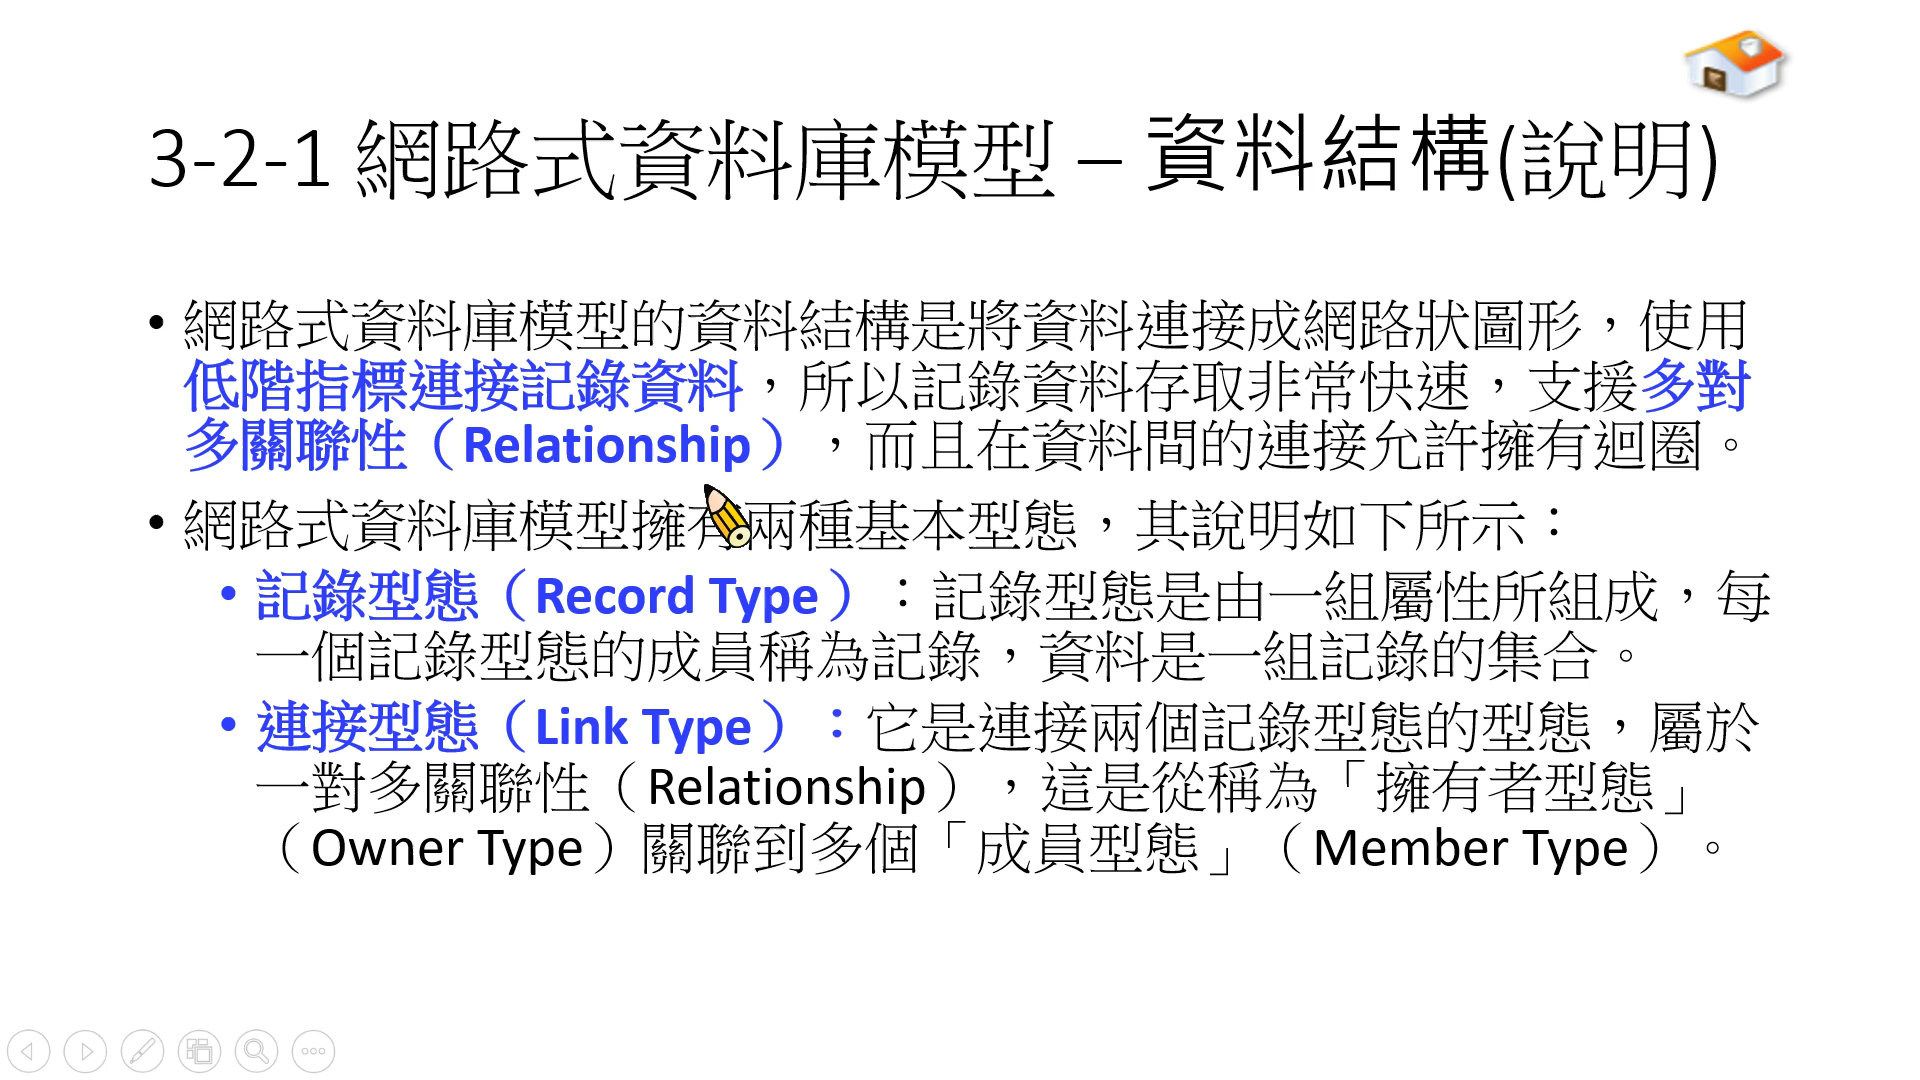 3-2-1 網路式資料庫模型 – 資料結構(說明)
• 網路式資料庫模型的資料結構是將資料連接成網路狀圖形，使用
低階指標連接記錄資料，所以記錄資料存取非常快速，支援多對
多關聯性（Relationship），而且在資料間的連接允許擁有迴圈。
• 網路式資料庫模型擁有兩種基本型態，其說明如下所示：
• 記錄型態（Record Type）：記錄型態是由一組屬性所組成，每
一個記錄型態的成員稱為記錄，資料是一組記錄的集合。
• 連接型態（Link Type）：它是連接兩個記錄型態的型態，屬於
一對多關聯性（Relationship），這是從稱為「擁有者型態」
（Owner Type）關聯到多個「成員型態」（Member Type）。